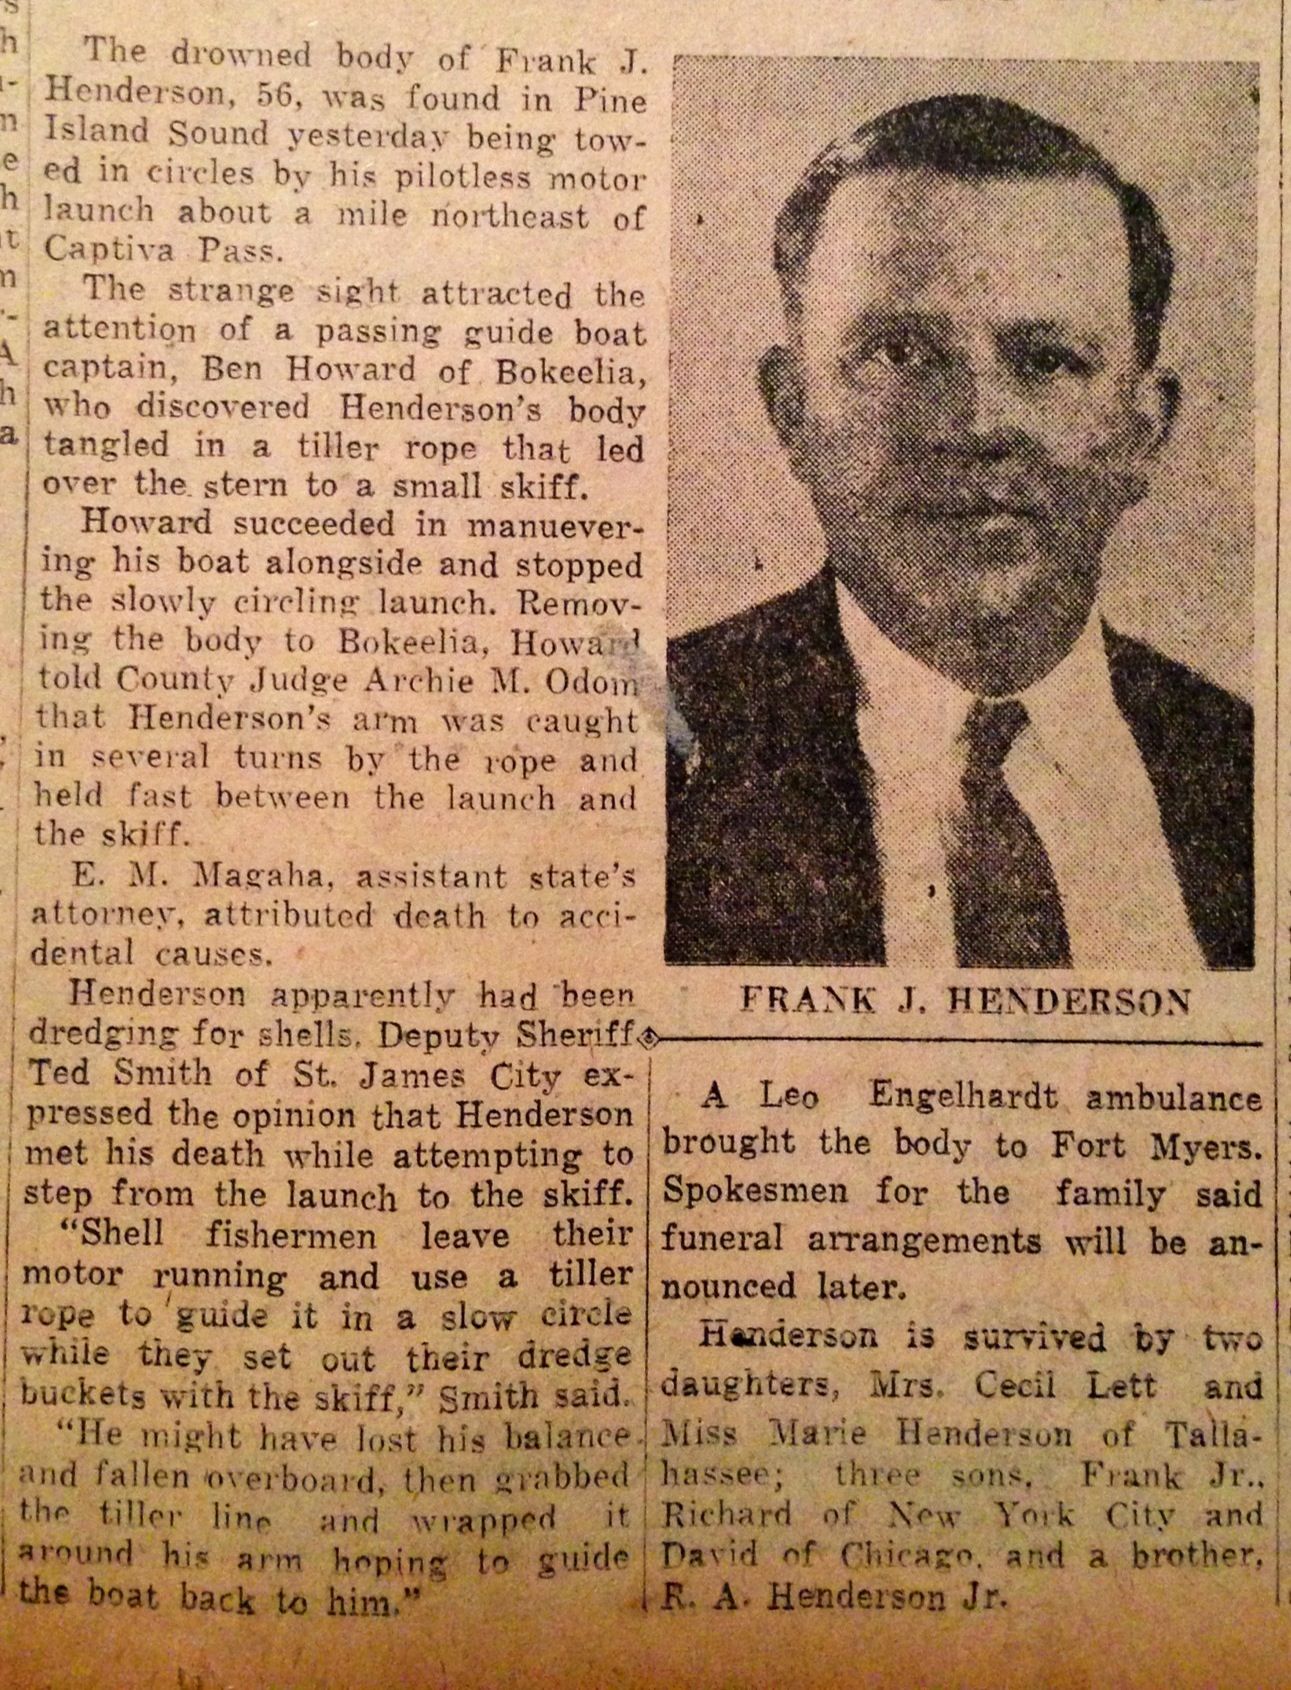 The drowned body of Frank J.
Henderson, 56, was found in Pine
Island Sound yesterday being tow-
ed in circles by his pilotless motor
launch about a mile northeast of
Captiva Pass.
The strange sight attracted the
attention of a passing guide boat
captain, Ben Howard of Bokeelia,
who discovered Henderson's body
tangled in a tiller rope that led
over the stern to a small skiff.
Howard succeeded in manuever-
ing his boat alongside and stopped
the slowly circling launch. Remov-
ing the body to Bokeelia, Howard
told County Judge Archie M. Odom
that Henderson's arm was caught
in several turns by the rope and
held fast between the launch and
the skiff.
E. M. Magaha, assistant state's
attorney, attributed death to acci-
dental causes.
Henderson apparently had been
dredging for shells. Deputy Sheriff
Ted Smith of St. James City ex-
pressed the opinion that Henderson
met his death while attempting to
step from the launch to the skiff.
"Shell fishermen leave their
motor running and use a tiller
rope to guide it in a slow circle
while they set out their dredge
buckets with the skiff," Smith said.
"He might have lost his balance
and fallen overboard, then grabbed
the tiller line and wrapped it
around his arm hoping to guide
the boat back to him."
FRANK J. HENDERSON
A Leo Engelhardt ambulance
brought the body to Fort Myers.
Spokesmen for the family said
funeral arrangements will be an-
nounced later.
Henderson is survived by two
daughters, Mrs. Cecil Lett and
Miss Marie Henderson of Talla-
hassee; three sons, Frank Jr.,
Richard of New York City and
David of Chicago, and a brother,
R. A. Henderson Jr.